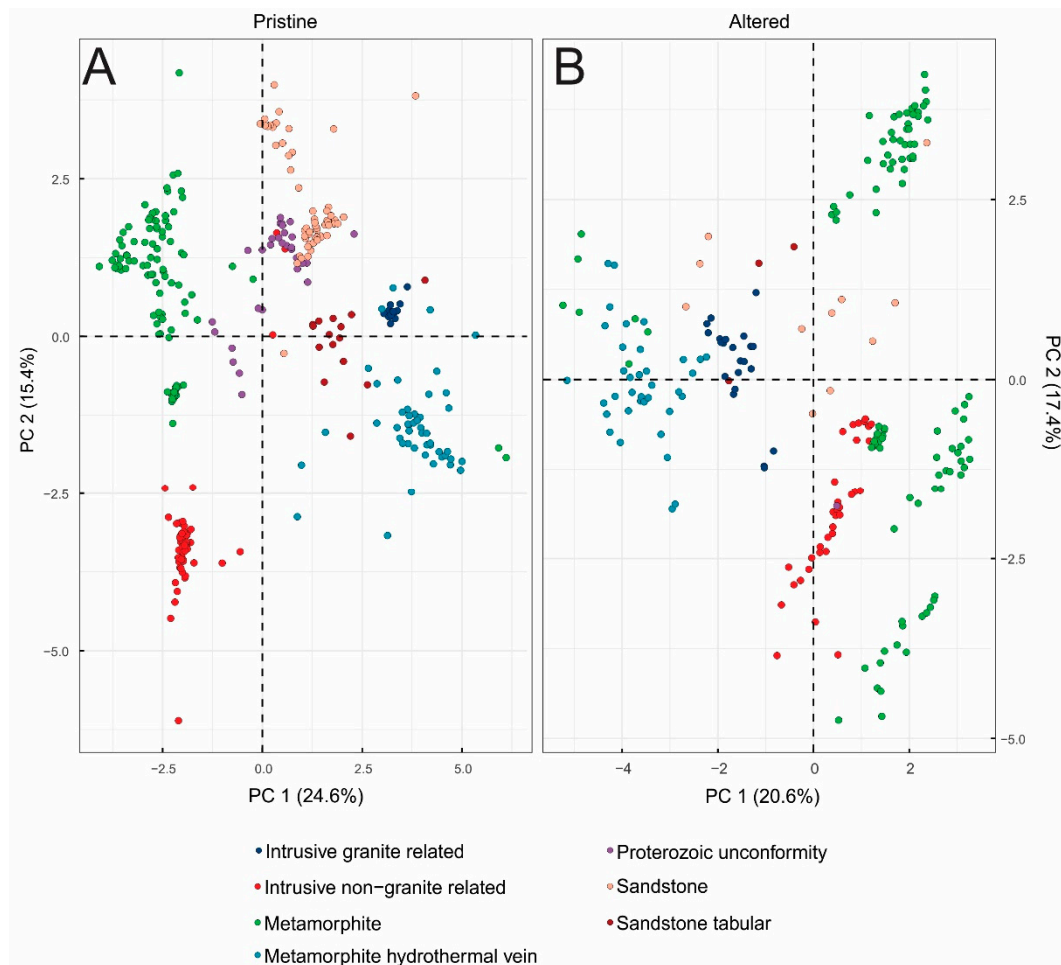 Pristine
Altered
A
B
2.5
0.0
−2.5
−5.0
PC 2 (15.4%)
2.5
0.0
−2.5
−5.0
PC 2 (17.4%)
−2.5
0.0
2.5
5.0
−4
−2
0
2
PC 1 (24.6%)
PC 1 (20.6%)
Intrusive granite related
Intrusive non−granite related
Metamorphite
Metamorphite hydrothermal vein
Proterozoic unconformity
Sandstone
Sandstone tabular